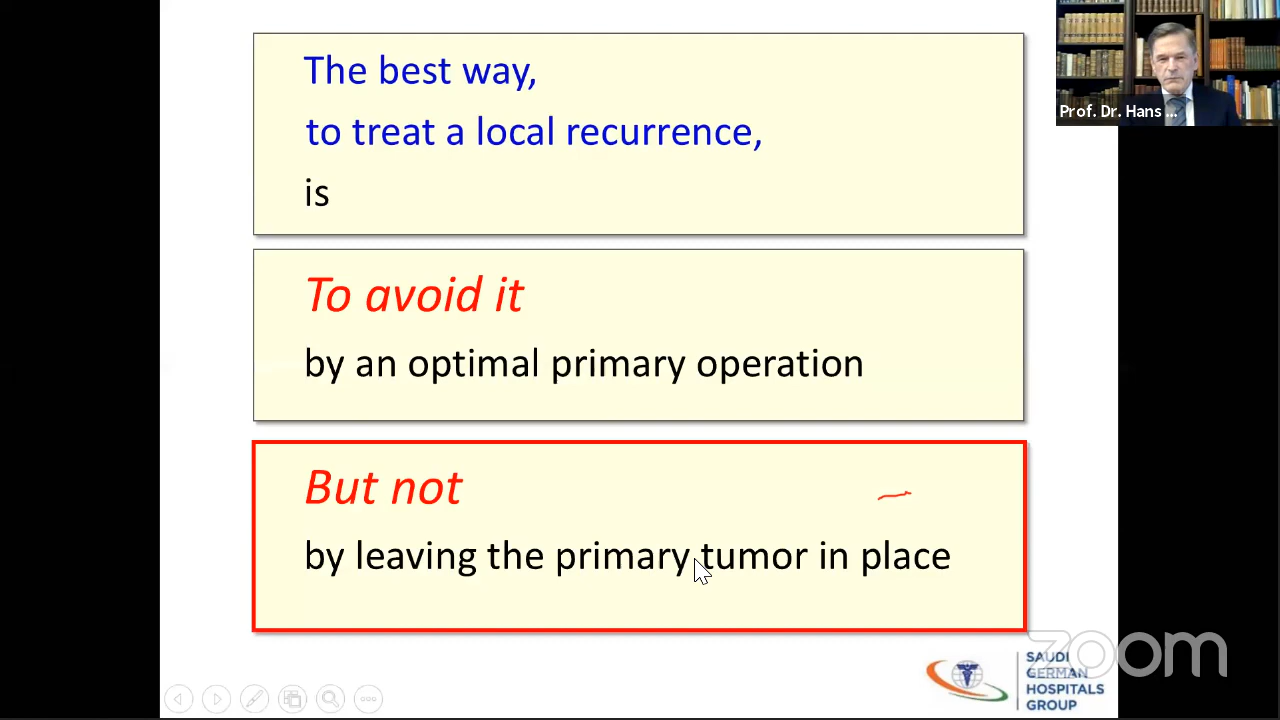 The best way,
to treat a local recurrence,
is
To avoid it
by an optimal primary operation
But not
by leaving the primary tumor in place
Prof. Dr. Hans ...
SAUDI
GERMAN
HOSPITALS
GROUP
zoom